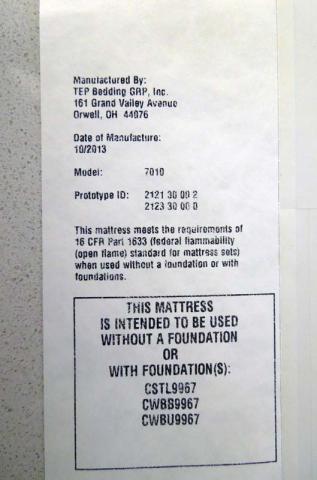 Manufactured By:
TEP Bedding GRP, Inc.
161 Grand Valley Avenue
Orwell, OH 44076
Date of Manufacture:
10/2013
Model: 7010
Prototype ID: 2121 30 00 2
2123 30 00 0
This mattress meets the requirements of
16 CFR Part 1633 (federal flammability
(open flame) standard for mattress sets)
when used without a foundation or with
foundations.
THIS MATTRESS
IS INTENDED TO BE USED
WITHOUT A FOUNDATION
OR
WITH FOUNDATION(S):
CSTL9967
CWBB9967
CWBU9967